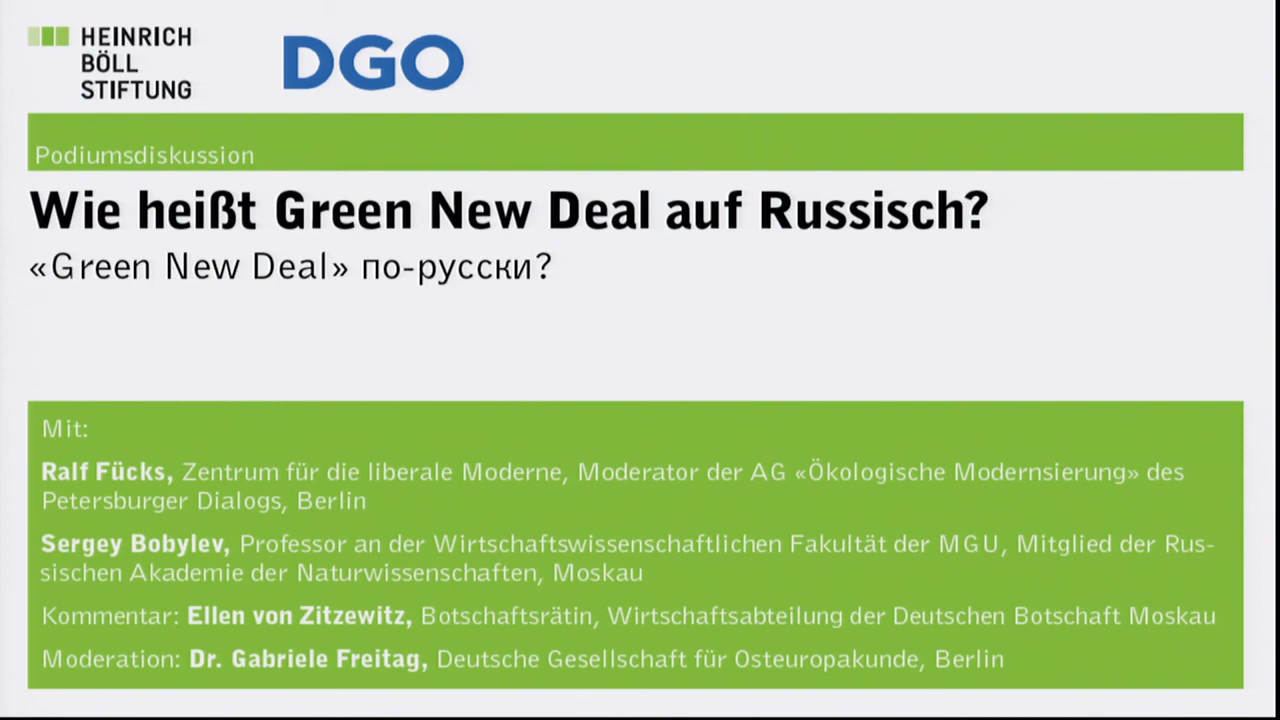 HEINRICH
BÖLL
STIFTUNG
DGO
Podiumsdiskussion
Wie heißt Green New Deal auf Russisch?
«Green New Deal» по-русски?
Mit:
Ralf Fücks, Zentrum für die liberale Moderne, Moderator der AG «Ökologische Modernsierung» des
Petersburger Dialogs, Berlin
Sergey Bobylev, Professor an der Wirtschaftswissenschaftlichen Fakultät der MGU, Mitglied der Rus-
sischen Akademie der Naturwissenschaften, Moskau
Kommentar: Ellen von Zitzewitz, Botschaftsrätin, Wirtschaftsabteilung der Deutschen Botschaft Moskau
Moderation: Dr. Gabriele Freitag, Deutsche Gesellschaft für Osteuropakunde, Berlin